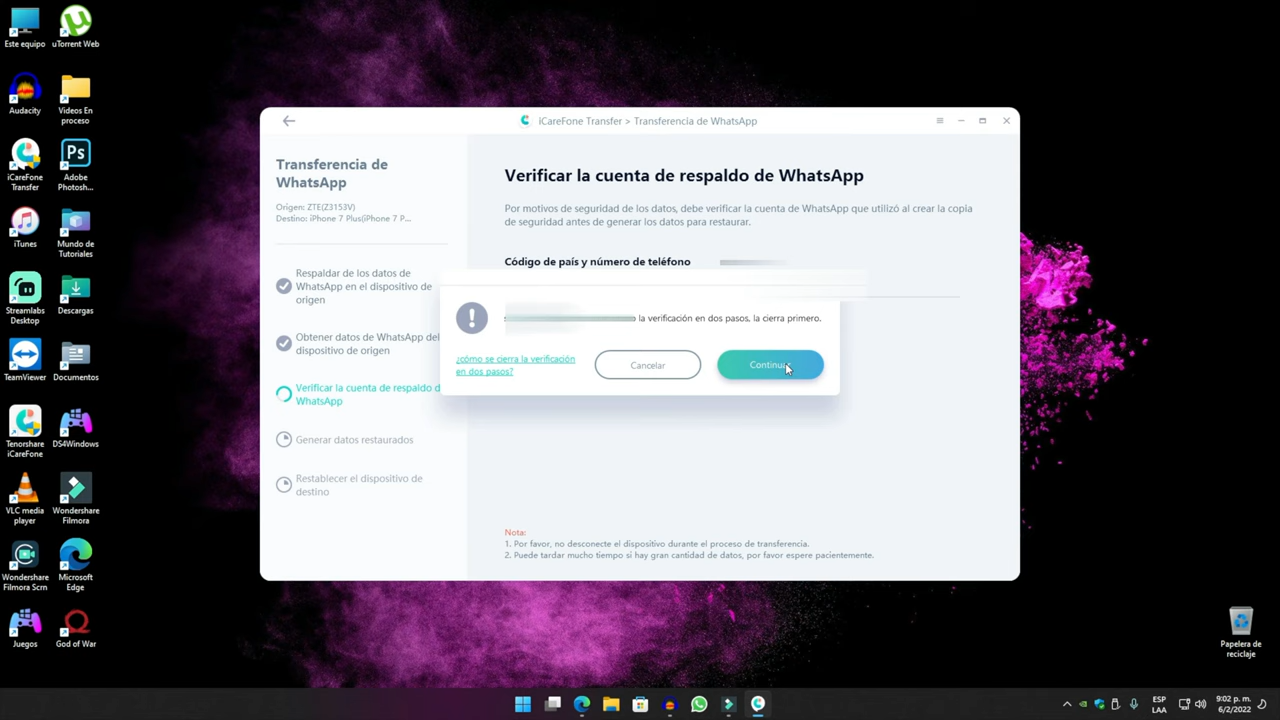 Este equipo
uTorrent Web
Audacity
Videos En
proceso
iCareFone
Transfer
Ps
Adobe
Photosh...
iTunes
Mundo de
Tutoriales
Streamlabs
Desktop
Descargas
TeamViewer
Documentos
Tenorshare
iCareFone
DS4Windows
VLC media
player
Wondershare
Filmora
Wondershare
Filmora Scrn
Microsoft
Edge
Juegos
God of War
iCareFone Transfer > Transferencia de WhatsApp
Transferencia de
WhatsApp
Origen: ZTE(Z3153V)
Destino: iPhone 7 Plus(iPhone 7 P...
Respaldar de los datos de
WhatsApp en el dispositivo de
origen
Obtener datos de WhatsApp del
dispositivo de origen
Verificar la cuenta de respaldo d
WhatsApp
Generar datos restaurados
Restablecer el dispositivo de
destino
Verificar la cuenta de respaldo de WhatsApp
Por motivos de seguridad de los datos, debe verificar la cuenta de WhatsApp que utilizó al crear la copia
de seguridad antes de generar los datos para restaurar.
Código de país y número de teléfono
la verificación en dos pasos, la cierra primero.
¿cómo se cierra la verificación
en dos pasos?
Cancelar
Continuar
Nota:
1. Por favor, no desconecte el dispositivo durante el proceso de transferencia.
2. Puede tardar mucho tiempo si hay gran cantidad de datos, por favor espere pacientemente.
Papelera de
reciclaje
ESP
LAA
9:02 p. m.
6/2/2022